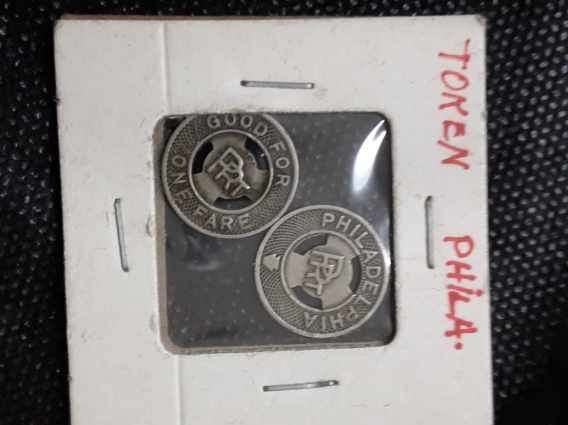 TOKEN PHILA.
GOOD FOR
ONE FARE
PRT
PHILADELPHIA
PRT